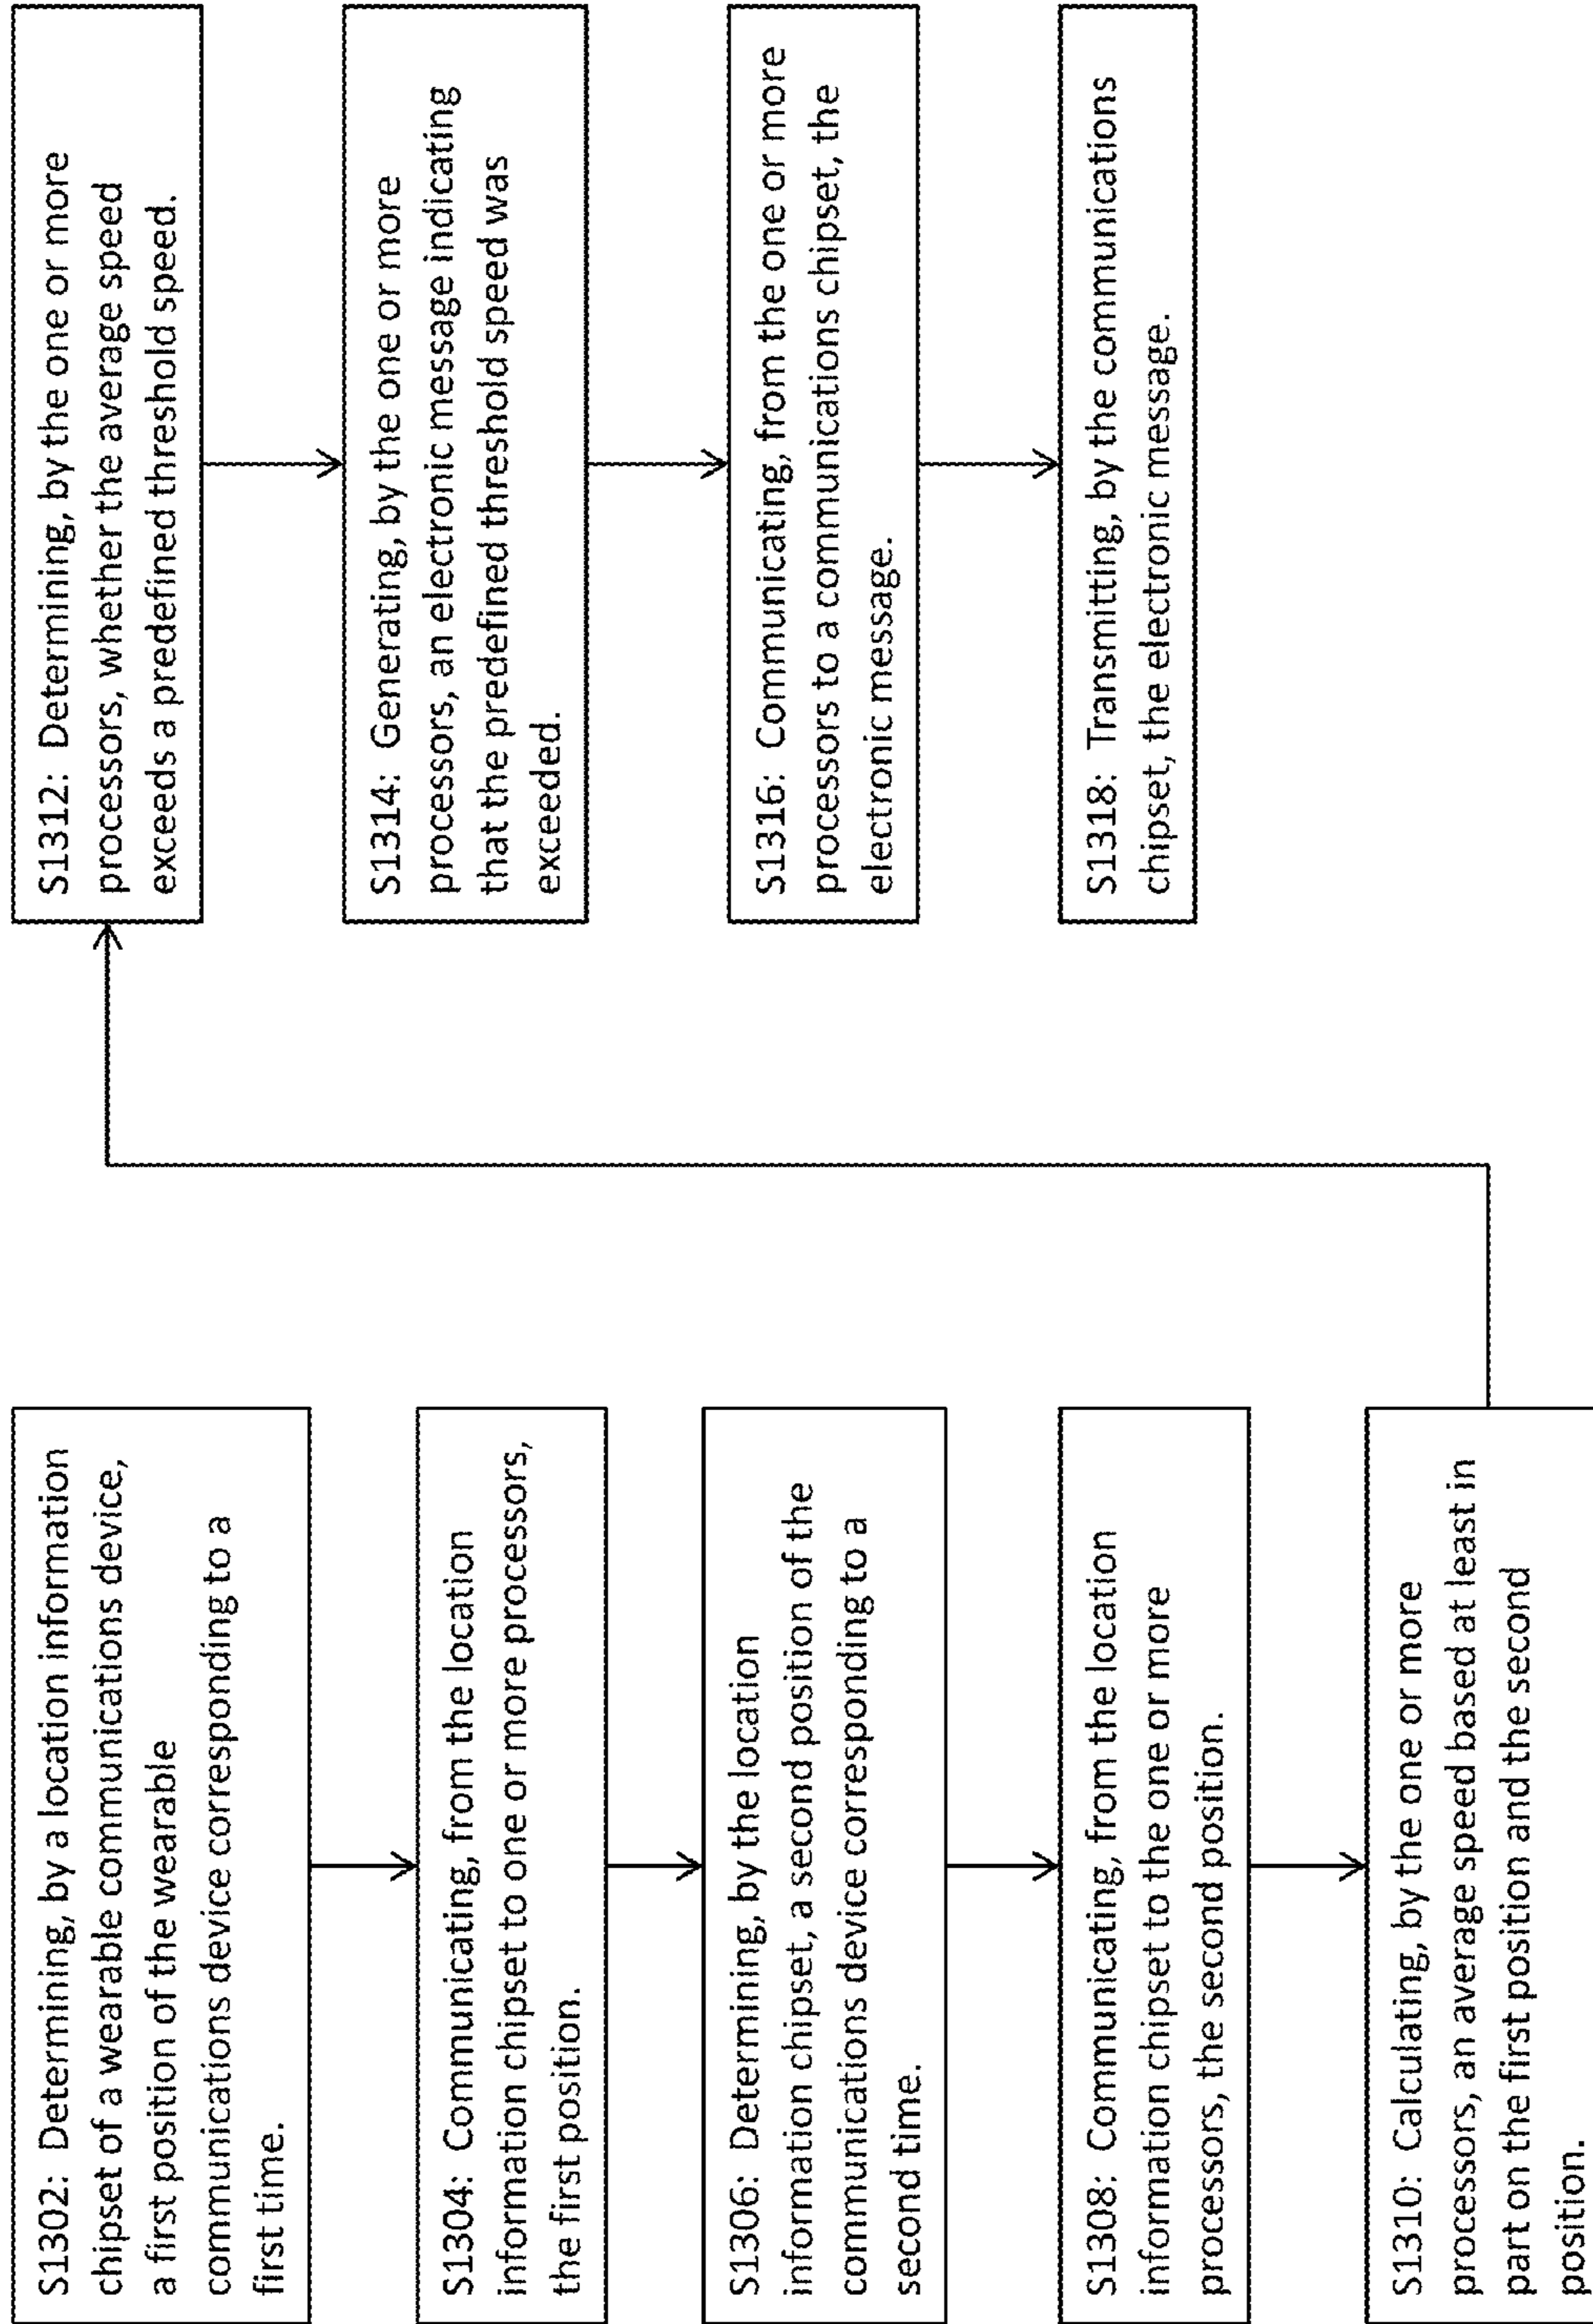 S1302: Determining, by a location information
chipset of a wearable communications device,
a first position of the wearable
communications device corresponding to a
first time.
S1304: Communicating, from the location
information chipset to one or more processors,
the first position.
S1306: Determining, by the location
information chipset, a second position of the
communications device corresponding to a
second time.
S1308: Communicating, from the location
information chipset to the one or more
processors, the second position.
S1310: Calculating, by the one or more
processors, an average speed based at least in
part on the first position and the second
position.
S1312: Determining, by the one or more
processors, whether the average speed
exceeds a predefined threshold speed.
S1314: Generating, by the one or more
processors, an electronic message indicating
that the predefined threshold speed was
exceeded.
S1316: Communicating, from the one or more
processors to a communications chipset, the
electronic message.
S1318: Transmitting, by the communications
chipset, the electronic message.